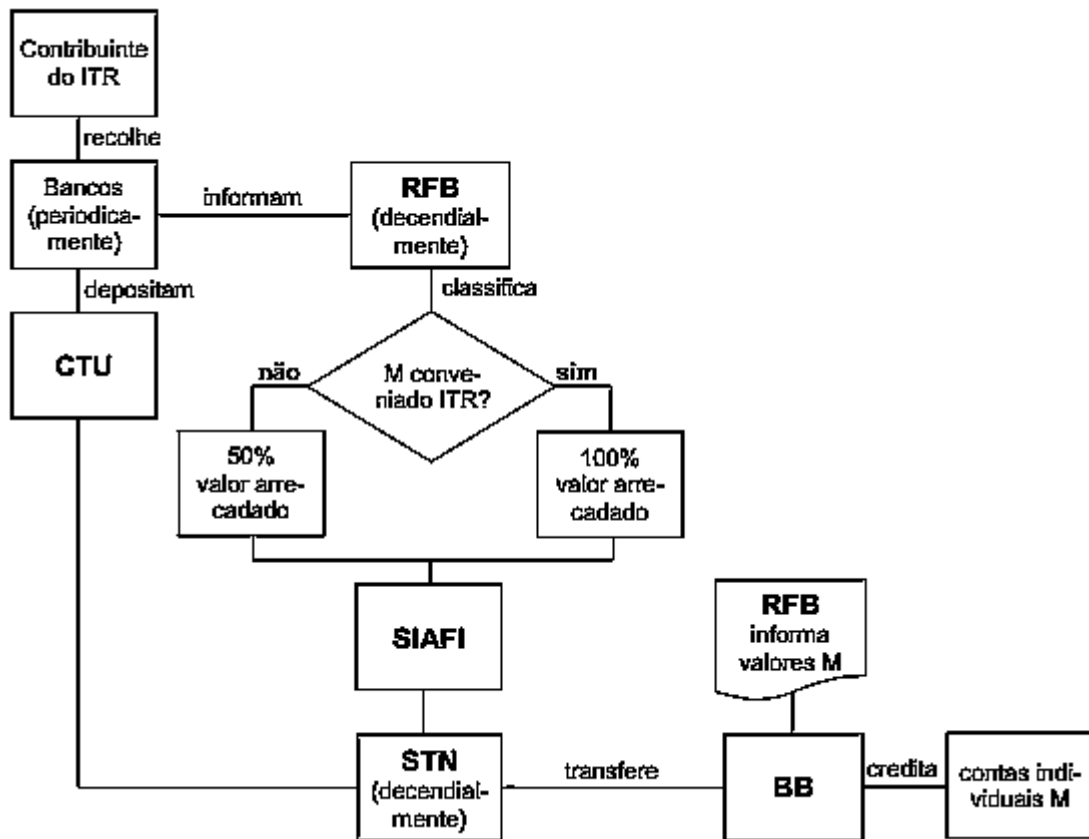 Contribuinte
do ITR
recolhe
Bancos
(periodica-
mente)
informam
RFB
(decendial-
mente)
depositam
classifica
CTU
não
M conve-
niado ITR?
sim
50%
valor arre-
cadado
100%
valor arre-
cadado
SIAFI
RFB
informa
valores M
STN
(decendial-
mente)
transfere
BB
credita
contas indi-
viduais M